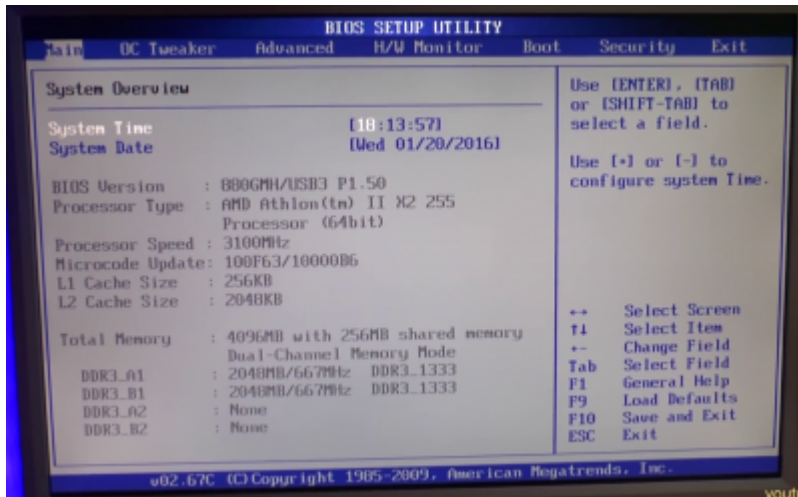 BIOS SETUP UTILITY
Main OC Tweaker Advanced H/W Monitor Boot Security Exit
System Overview
System Time [18:13:57]
System Date [Wed 01/20/2016]
BIOS Version : 880GMH/USB3 P1.50
Processor Type : AMD Athlon(tm) II X2 255
Processor (64bit)
Processor Speed : 3100MHz
Microcode Update: 100F63/10000B6
L1 Cache Size : 256KB
L2 Cache Size : 2048KB
Total Memory : 4096MB with 256MB shared memory
Dual-Channel Memory Mode
DDR3_A1 : 2048MB/667MHz DDR3_1333
DDR3_B1 : 2048MB/667MHz DDR3_1333
DDR3_A2 : None
DDR3_B2 : None
Use [ENTER], [TAB]
or [SHIFT-TAB] to
select a field.
Use [+] or [-] to
configure system Time.
↔ Select Screen
↑↓ Select Item
+- Change Field
Tab Select Field
F1 General Help
F9 Load Defaults
F10 Save and Exit
ESC Exit
v02.67C (C)Copyright 1985-2009, American Megatrends, Inc.
yout